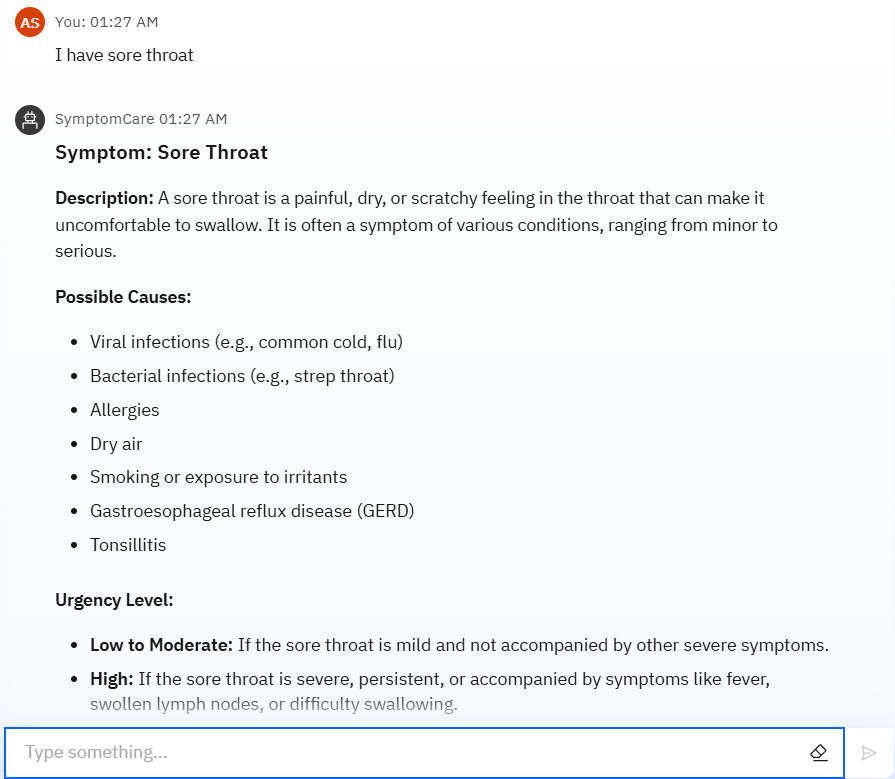 AS You: 01:27 AM
I have sore throat
SymptomCare 01:27 AM
Symptom: Sore Throat
Description: A sore throat is a painful, dry, or scratchy feeling in the throat that can make it
uncomfortable to swallow. It is often a symptom of various conditions, ranging from minor to
serious.
Possible Causes:
• Viral infections (e.g., common cold, flu)
• Bacterial infections (e.g., strep throat)
• Allergies
• Dry air
• Smoking or exposure to irritants
• Gastroesophageal reflux disease (GERD)
• Tonsillitis
Urgency Level:
• Low to Moderate: If the sore throat is mild and not accompanied by other severe symptoms.
• High: If the sore throat is severe, persistent, or accompanied by symptoms like fever,
swollen lymph nodes, or difficulty swallowing.
Type something...